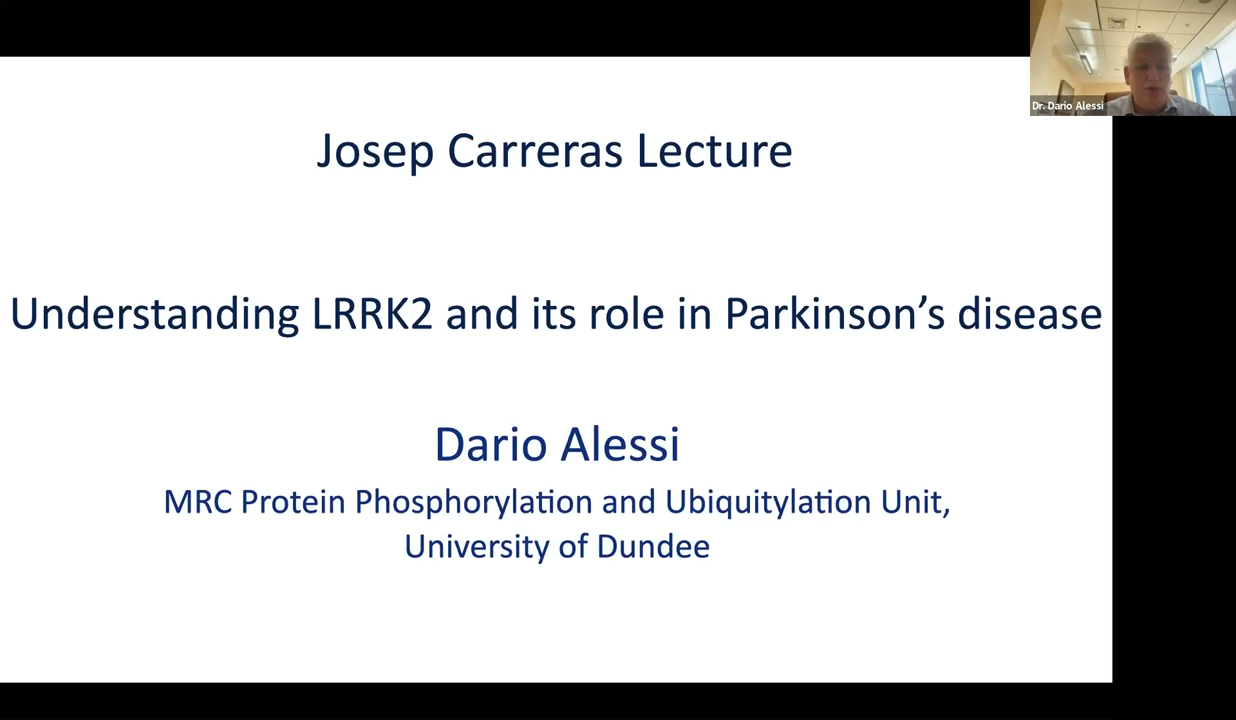 Josep Carreras Lecture
Dr. Dario Alessi
Understanding LRRK2 and its role in Parkinson’s disease
Dario Alessi
MRC Protein Phosphorylation and Ubiquitylation Unit,
University of Dundee